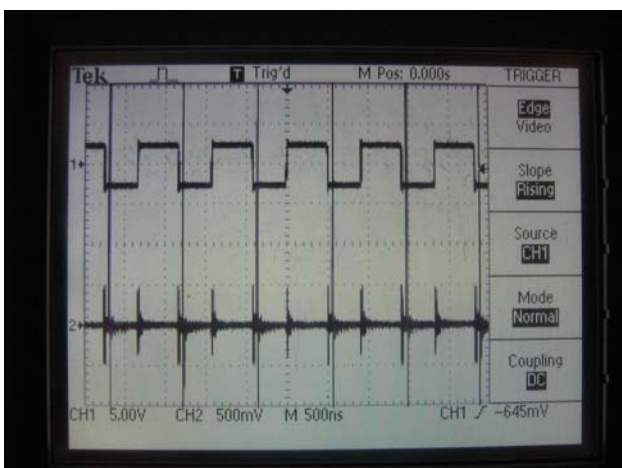 Tek T Trig'd M Pos: 0.000s TRIGGER
Edge
Video
Slope
Rising
Source
CH1
Mode
Normal
Coupling
DC
1
2
CH1 5.00V CH2 500mV M 500ns CH1 -645mV